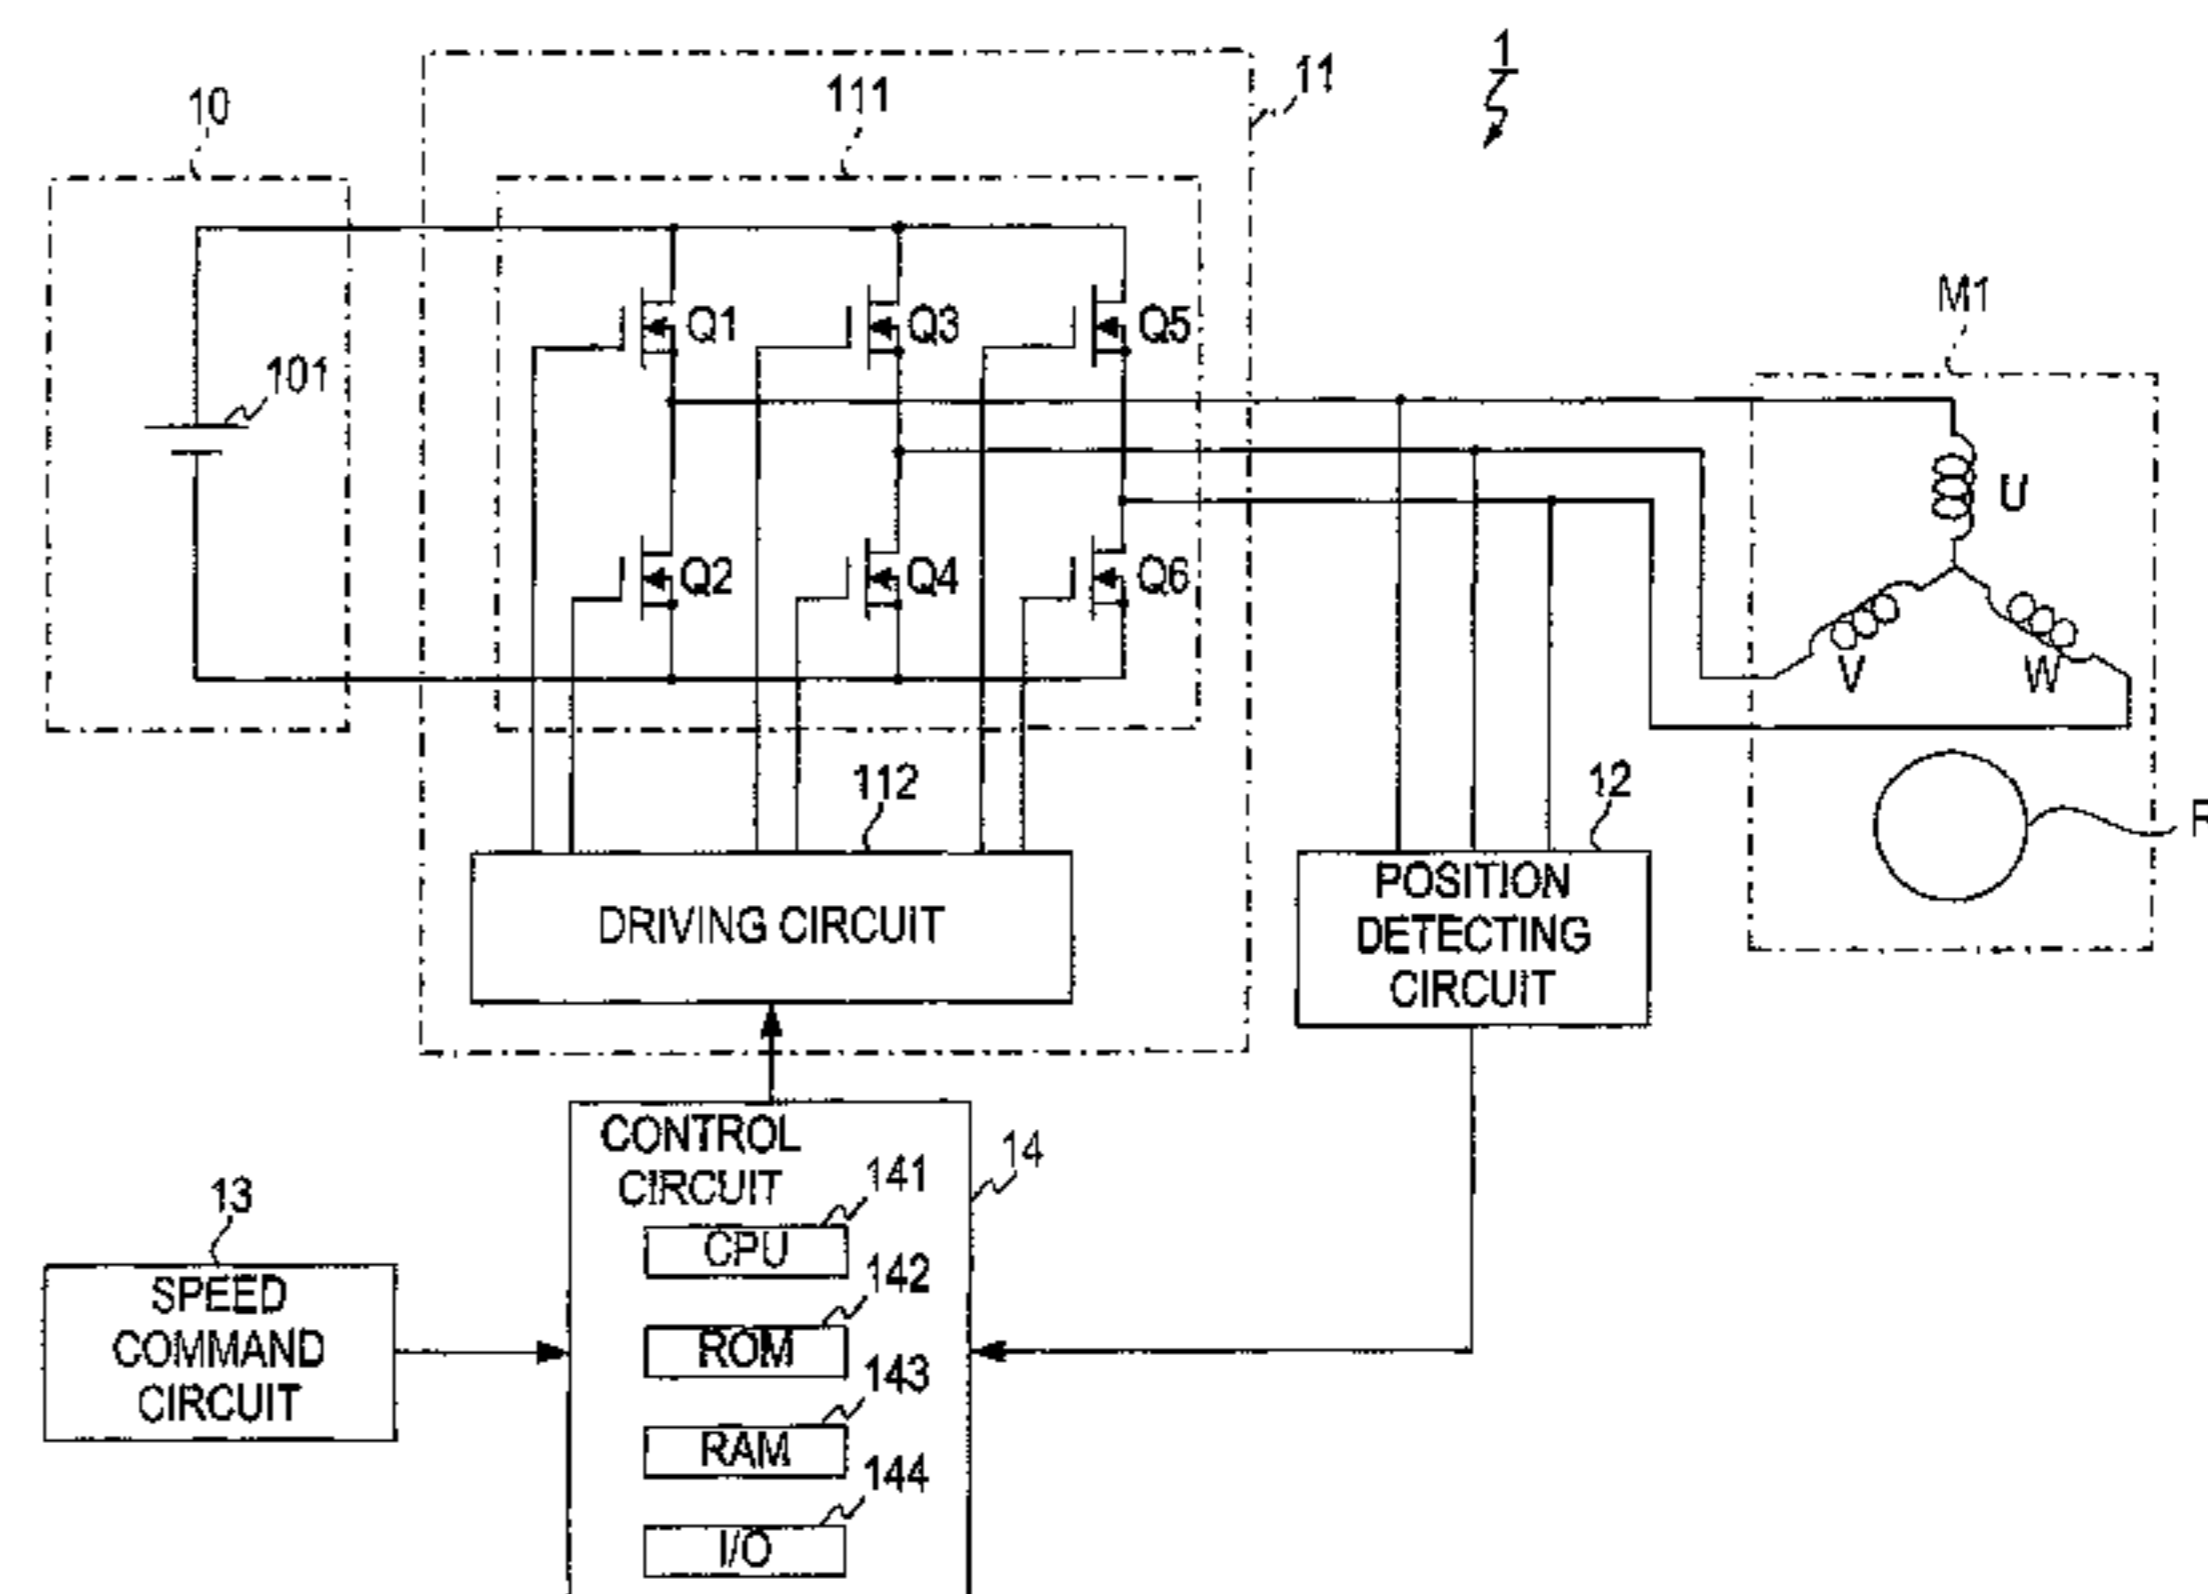 1
10
111
11
Q1
Q3
Q5
M1
101
U
Q2
Q4
Q6
V
W
112
12
R
DRIVING CIRCUIT
POSITION
DETECTING
CIRCUIT
CONTROL
CIRCUIT
14
141
13
CPU
142
SPEED
COMMAND
CIRCUIT
ROM
143
RAM
144
I/O